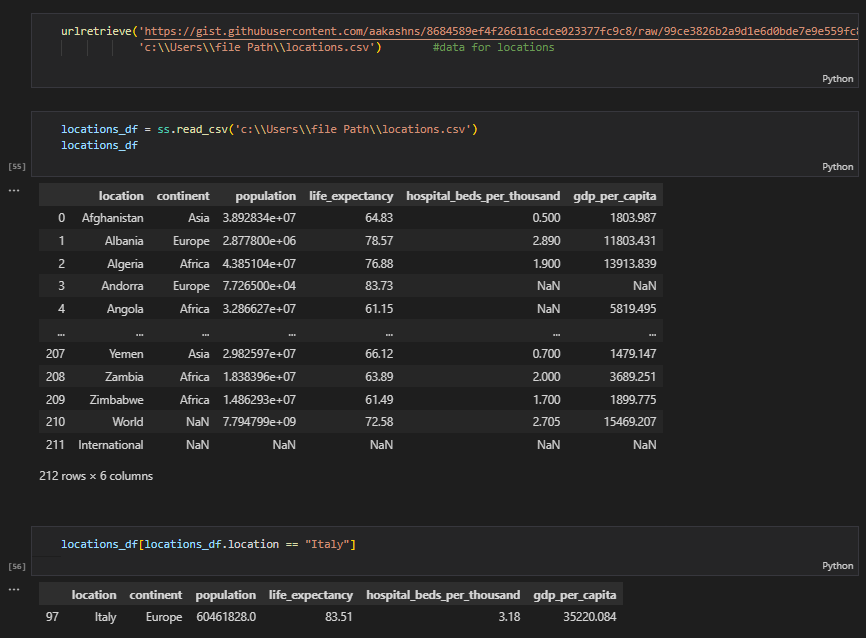 urlretrieve('https://gist.githubusercontent.com/aakashns/8684589ef4f266116cdce023377fc9c8/raw/99ce3826b2a9d1e6d0bde7e9e559fc8
'c:\\Users\\file Path\\locations.csv') #data for locations
Python
locations_df = ss.read_csv('c:\\Users\\file Path\\locations.csv')
locations_df
[55] Python
... location continent population life_expectancy hospital_beds_per_thousand gdp_per_capita
0 Afghanistan Asia 3.892834e+07 64.83 0.500 1803.987
1 Albania Europe 2.877800e+06 78.57 2.890 11803.431
2 Algeria Africa 4.385104e+07 76.88 1.900 13913.839
3 Andorra Europe 7.726500e+04 83.73 NaN NaN
4 Angola Africa 3.286627e+07 61.15 NaN 5819.495
... ... ... ... ... ... ...
207 Yemen Asia 2.982597e+07 66.12 0.700 1479.147
208 Zambia Africa 1.838396e+07 63.89 2.000 3689.251
209 Zimbabwe Africa 1.486293e+07 61.49 1.700 1899.775
210 World NaN 7.794799e+09 72.58 2.705 15469.207
211 International NaN NaN NaN NaN NaN
212 rows × 6 columns
locations_df[locations_df.location == "Italy"]
[56] Python
... location continent population life_expectancy hospital_beds_per_thousand gdp_per_capita
97 Italy Europe 60461828.0 83.51 3.18 35220.084